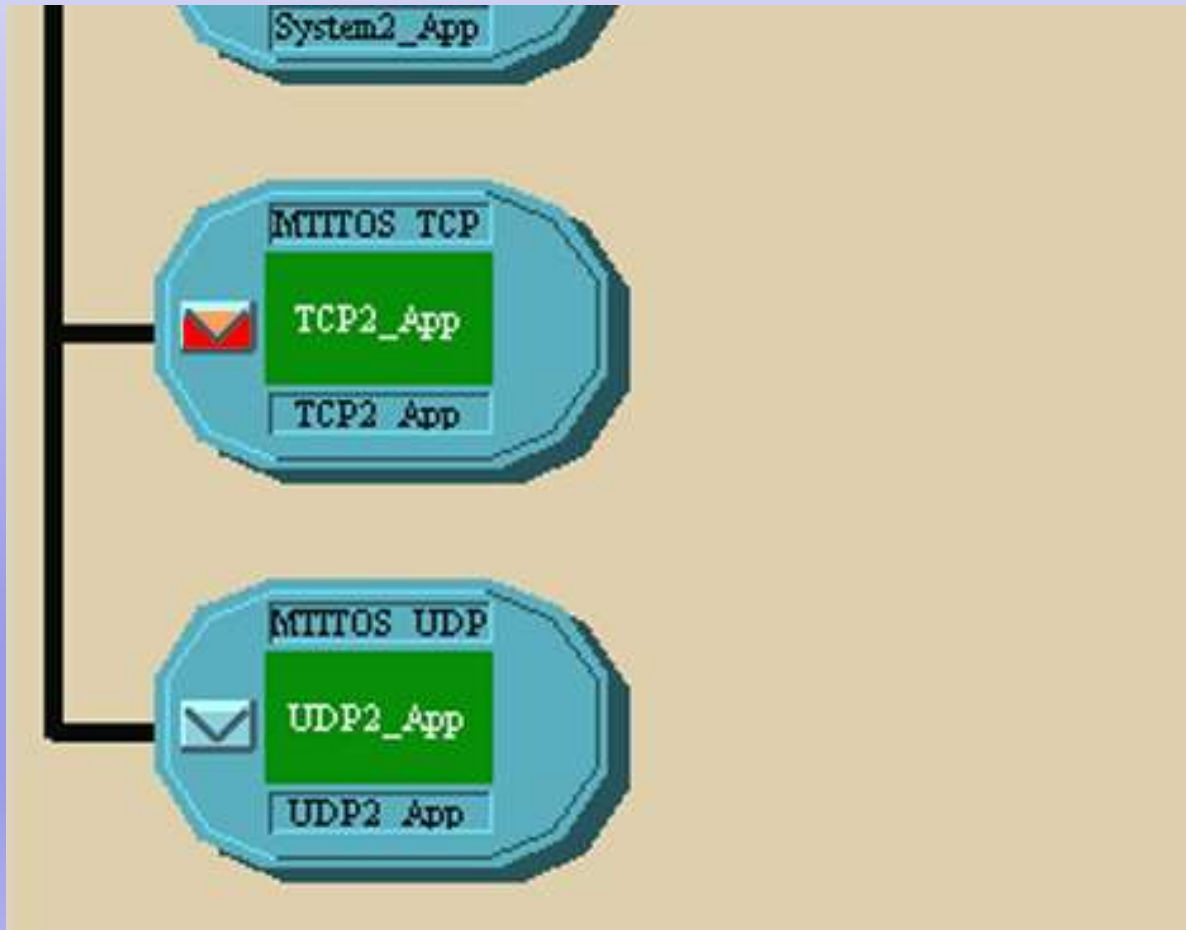 System2_App
MTITOS TCP
TCP2_App
TCP2 App
MTITOS UDP
UDP2_App
UDP2 App